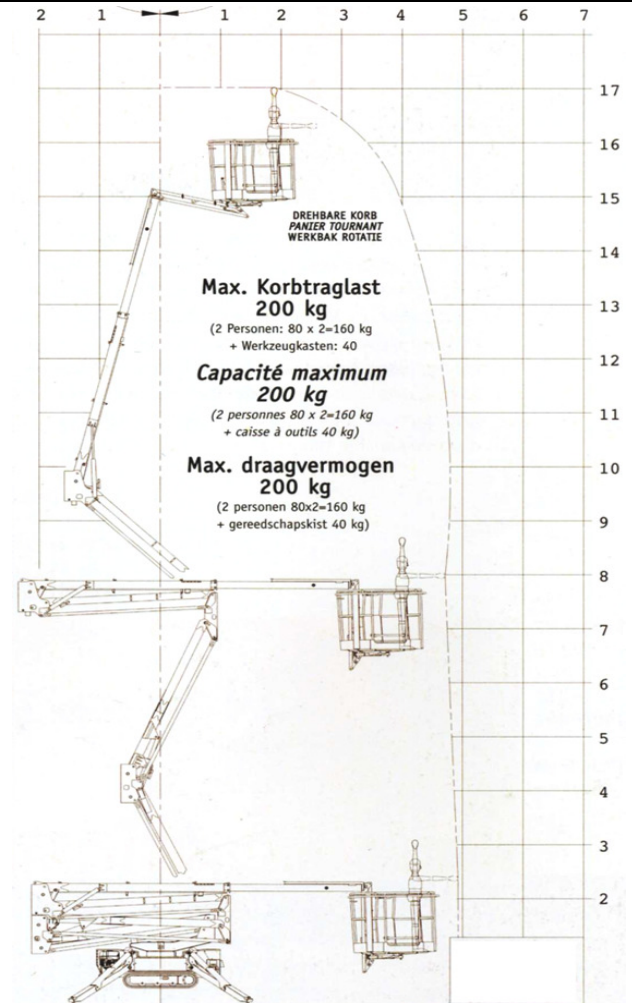 2 1 1 2 3 4 5 6 7
17
16
15
DREHBARE KORB
PANIER TOURNANT
WERKBAK ROTATIE
14
Max. Korbtraglast
200 kg
13
(2 Personen: 80 x 2=160 kg
+ Werkzeugkasten: 40
12
Capacité maximum
200 kg
11
(2 personnes 80 x 2=160 kg
+ caisse à outils 40 kg)
Max. draagvermogen
10
200 kg
(2 personen 80x2=160 kg
+ gereedschapskist 40 kg)
9
8
7
6
5
4
3
2